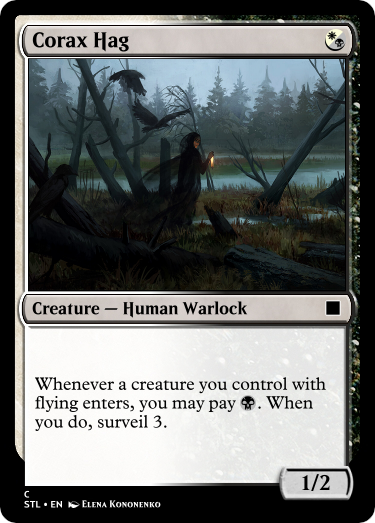 Corax Hag
Creature — Human Warlock
Whenever a creature you control with
flying enters, you may pay . When
you do, surveil 3.
1/2
C
STL • EN Elena Kononenko